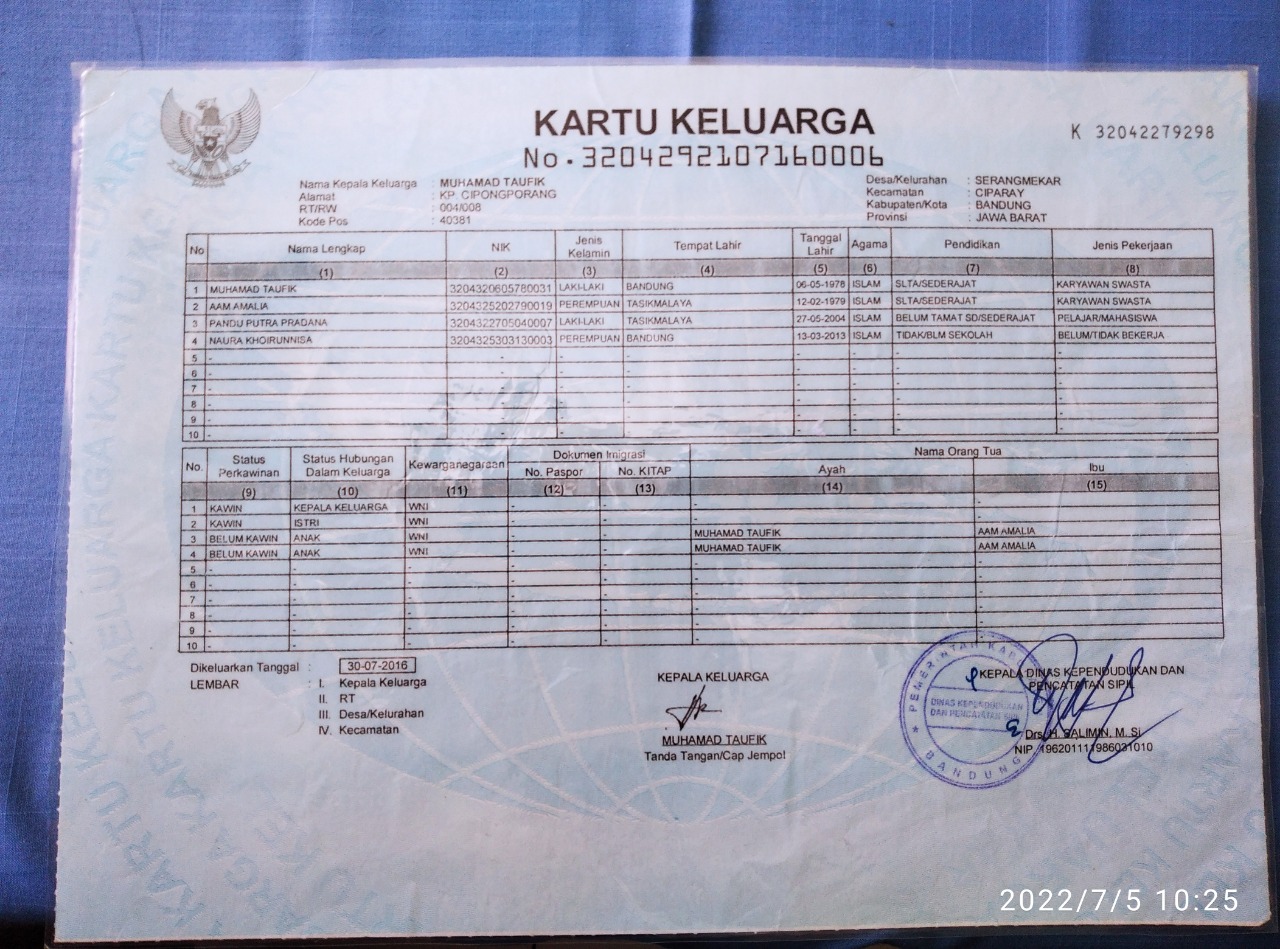 KARTU KELUARGA
No. 3204292107160006
K 32042279298
Nama Kepala Keluarga : MUHAMAD TAUFIK
Alamat : KP. CIPONGPORANG
RT/RW : 004/008
Kode Pos : 40381
Desa/Kelurahan : SERANGMEKAR
Kecamatan : CIPARAY
Kabupaten/Kota : BANDUNG
Provinsi : JAWA BARAT
No Nama Lengkap NIK Jenis Kelamin Tempat Lahir Tanggal Lahir Agama Pendidikan Jenis Pekerjaan
(1) (2) (3) (4) (5) (6) (7) (8)
1 MUHAMAD TAUFIK 3204320605780031 LAKI-LAKI BANDUNG 06-05-1978 ISLAM SLTA/SEDERAJAT KARYAWAN SWASTA
2 AAM AMALIA 3204325202790019 PEREMPUAN TASIKMALAYA 12-02-1979 ISLAM SLTA/SEDERAJAT KARYAWAN SWASTA
3 PANDU PUTRA PRADANA 3204322705040007 LAKI-LAKI TASIKMALAYA 27-05-2004 ISLAM BELUM TAMAT SD/SEDERAJAT PELAJAR/MAHASISWA
4 NAURA KHOIRUNNISA 3204325303130003 PEREMPUAN BANDUNG 13-03-2013 ISLAM TIDAK/BLM SEKOLAH BELUM/TIDAK BEKERJA
5 - - - - - - - -
6 - - - - - - - -
7 - - - - - - - -
8 - - - - - - - -
9 - - - - - - - -
10 - - - - - - - -
No. Status Perkawinan Status Hubungan Dalam Keluarga Kewarganegaraan Dokumen Imigrasi Nama Orang Tua
No. Paspor No. KITAP Ayah Ibu
(9) (10) (11) (12) (13) (14) (15)
1 KAWIN KEPALA KELUARGA WNI - - - -
2 KAWIN ISTRI WNI - - - -
3 BELUM KAWIN ANAK WNI - - MUHAMAD TAUFIK AAM AMALIA
4 BELUM KAWIN ANAK WNI - - MUHAMAD TAUFIK AAM AMALIA
5 - - - - - - -
6 - - - - - - -
7 - - - - - - -
8 - - - - - - -
9 - - - - - - -
10 - - - - - - -
Dikeluarkan Tanggal : 30-07-2016
LEMBAR : I. Kepala Keluarga
II. RT
III. Desa/Kelurahan
IV. Kecamatan
KEPALA KELUARGA
MUHAMAD TAUFIK
Tanda Tangan/Cap Jempol
KEPALA DINAS KEPENDUDUKAN DAN
PENCATATAN SIPIL
PEMERINTAH KAB
DINAS KEPENDUDUKAN
DAN PENCATATAN SIPIL
BANDUNG
Drs. H. SALIMIN, M. Si
NIP. 196201111986031010
2022/7/5 10:25